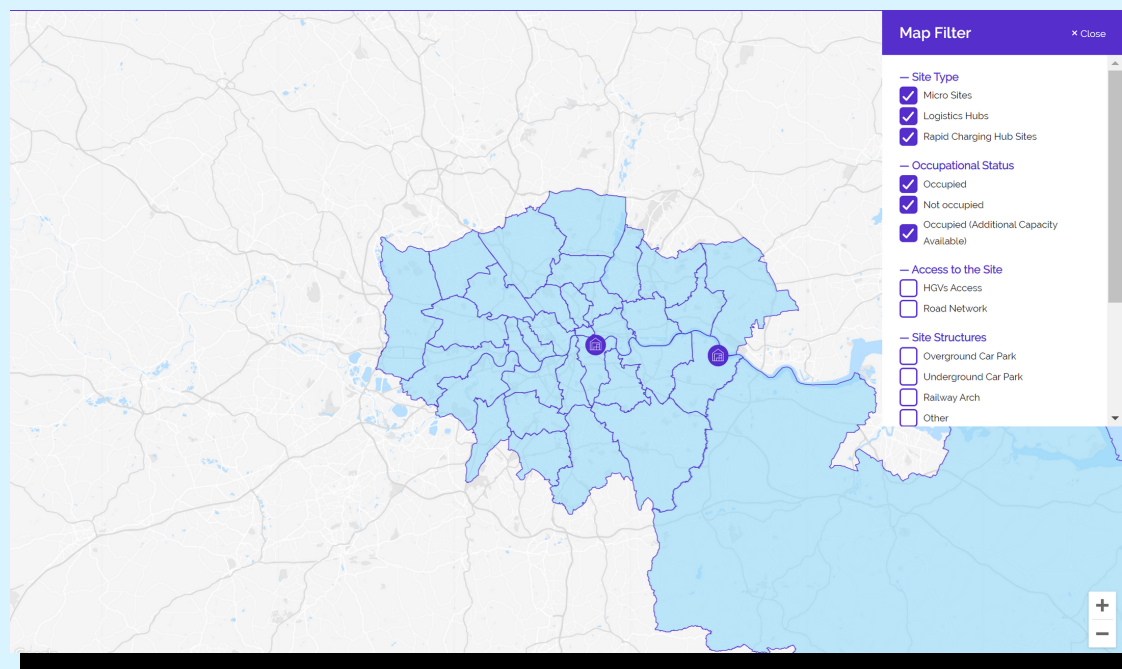 Map Filter
× Close
— Site Type
Micro Sites
Logistics Hubs
Rapid Charging Hub Sites
— Occupational Status
Occupied
Not occupied
Occupied (Additional Capacity
Available)
— Access to the Site
HGVs Access
Road Network
— Site Structures
Overground Car Park
Underground Car Park
Railway Arch
Other
+
−